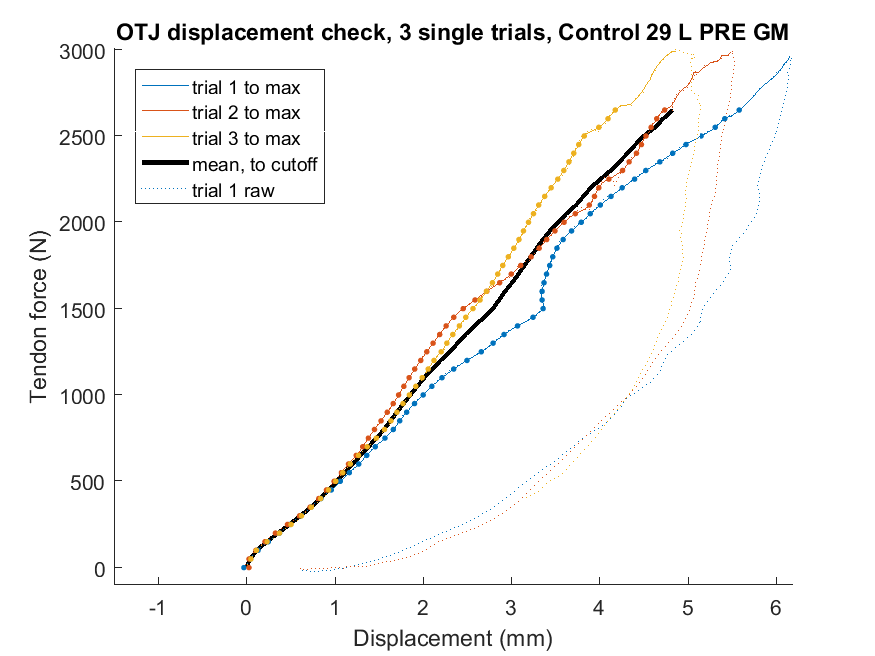 OTJ displacement check, 3 single trials, Control 29 L PRE GM
3000
2500
2000
1500
1000
500
0
Tendon force (N)
trial 1 to max
trial 2 to max
trial 3 to max
mean, to cutoff
trial 1 raw
-1 0 1 2 3 4 5 6
Displacement (mm)